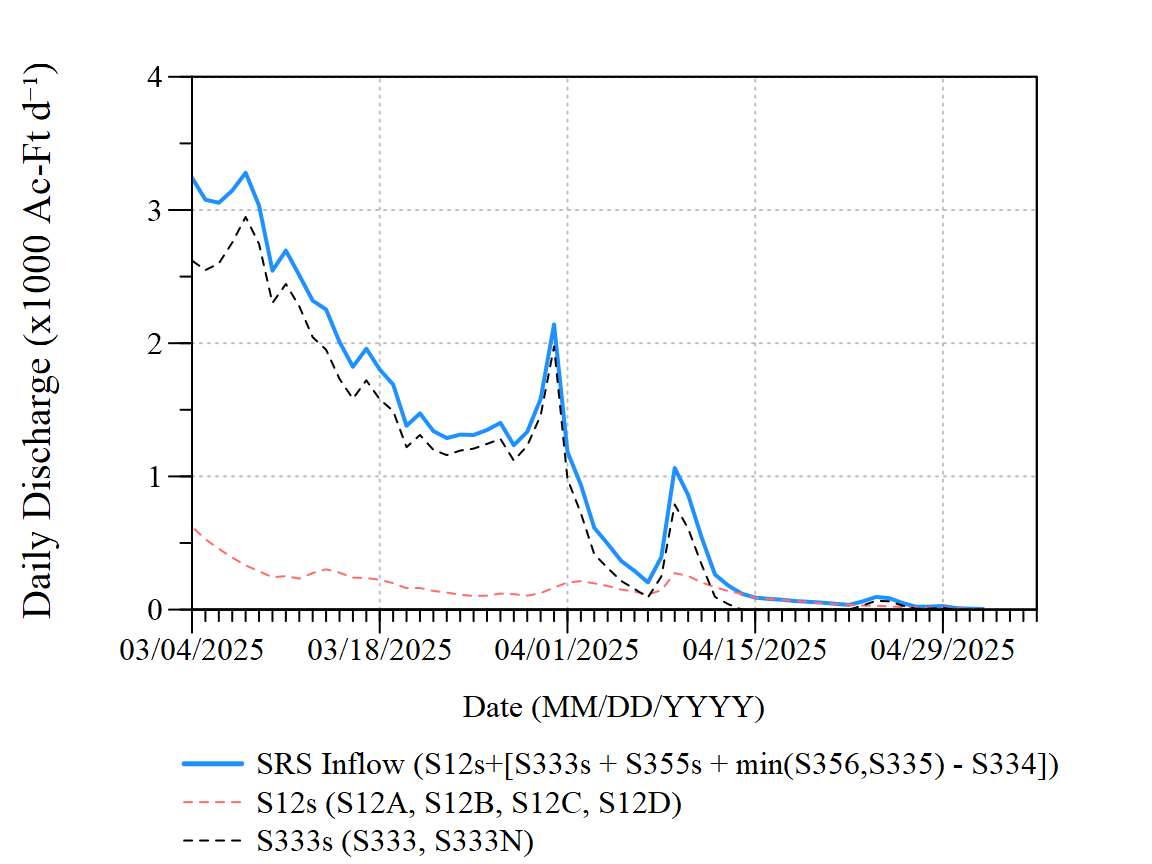 Daily Discharge (x1000 Ac-Ft d⁻¹)
4
3
2
1
0
03/04/2025 03/18/2025 04/01/2025 04/15/2025 04/29/2025
Date (MM/DD/YYYY)
SRS Inflow (S12s+[S333s + S355s + min(S356,S335) - S334])
S12s (S12A, S12B, S12C, S12D)
S333s (S333, S333N)